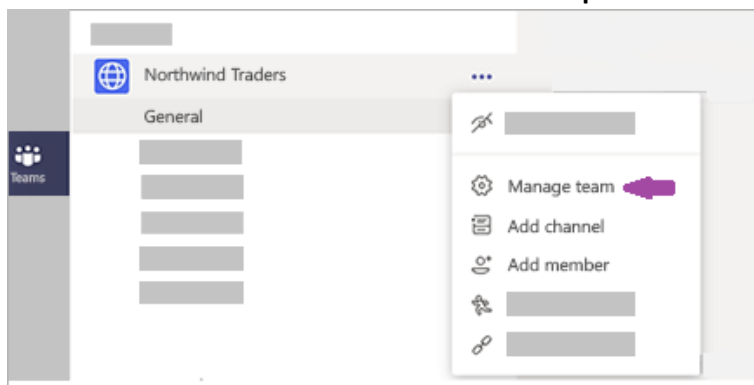 Northwind Traders
General
Teams
Manage team
Add channel
Add member